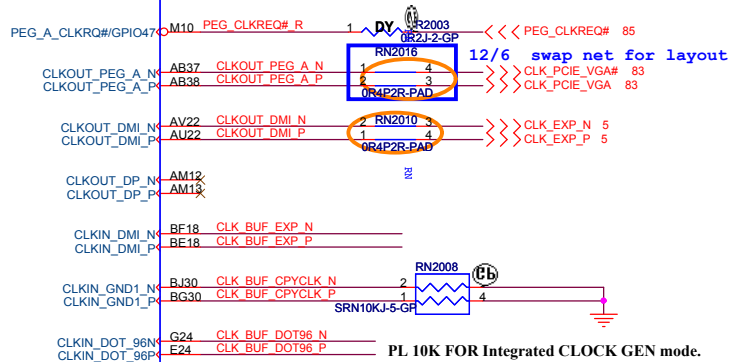 PEG_A_CLKRQ#/GPIO47 M10 PEG_CLKREQ#_R 1 DY R2003 PEG_CLKREQ# 85
0R2J-2-GP
RN2016 12/6 swap net for layout
CLKOUT_PEG_A_N AB37 CLKOUT_PEG_A_N 1 4 CLK_PCIE_VGA# 83
CLKOUT_PEG_A_P AB38 CLKOUT_PEG_A_P 2 3 CLK_PCIE_VGA 83
0R4P2R-PAD
CLKOUT_DMI_N AV22 CLKOUT_DMI_N 2 RN2010 3 CLK_EXP_N 5
CLKOUT_DMI_P AU22 CLKOUT_DMI_P 1 4 CLK_EXP_P 5
0R4P2R-PAD
RN
CLKOUT_DP_N AM12
CLKOUT_DP_P AM13
CLKIN_DMI_N BF18 CLK_BUF_EXP_N
CLKIN_DMI_P BE18 CLK_BUF_EXP_P
RN2008
CLKIN_GND1_N BJ30 CLK_BUF_CPYCLK_N 2 3
CLKIN_GND1_P BG30 CLK_BUF_CPYCLK_P 1 4
SRN10KJ-5-GP
CLKIN_DOT_96N G24 CLK_BUF_DOT96_N
CLKIN_DOT_96P E24 CLK_BUF_DOT96_P PL 10K FOR Integrated CLOCK GEN mode.